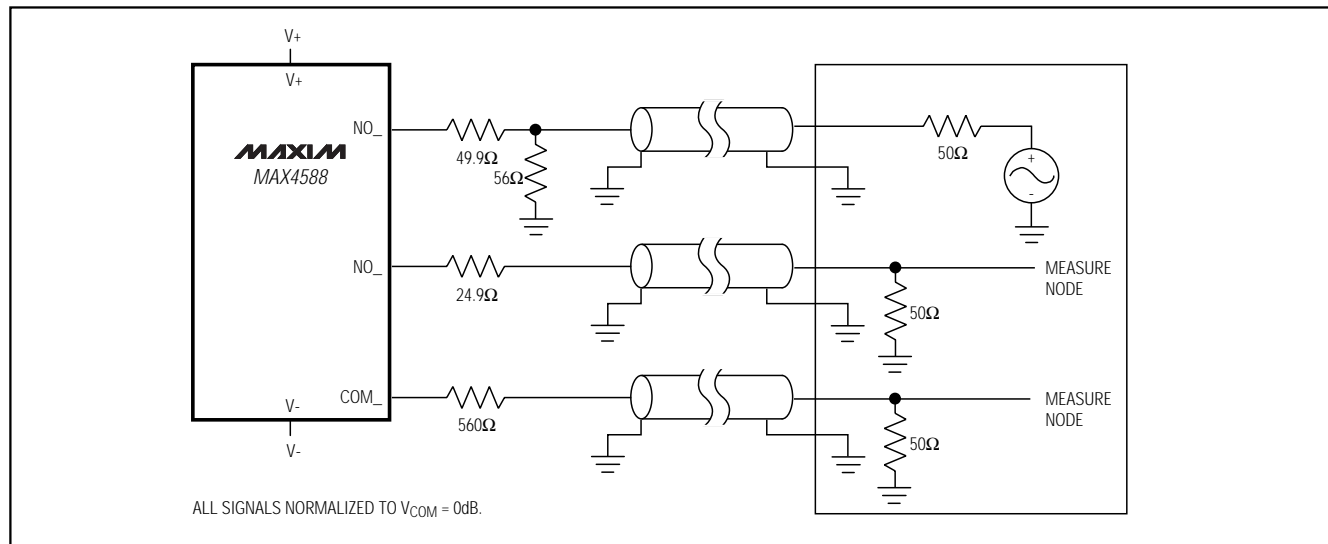 V+
V+
NO_
MAXIM
MAX4588
49.9Ω
56Ω
50Ω
+
-
NO_
24.9Ω
MEASURE
NODE
50Ω
COM_
560Ω
MEASURE
NODE
50Ω
V-
V-
ALL SIGNALS NORMALIZED TO VCOM = 0dB.